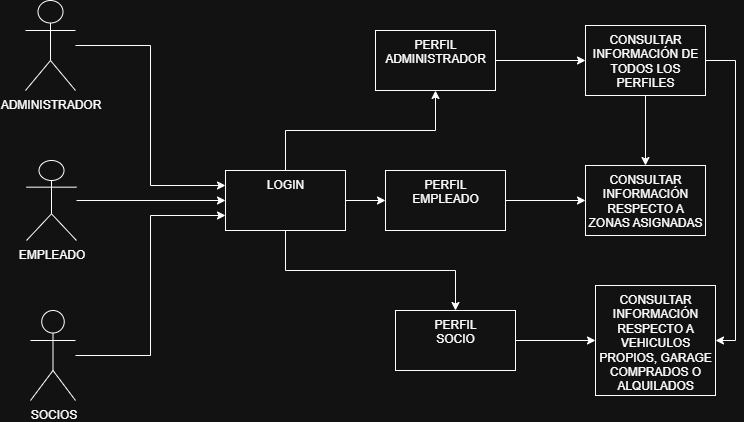 ADMINISTRADOR
EMPLEADO
SOCIOS
LOGIN
PERFIL
ADMINISTRADOR
PERFIL
EMPLEADO
PERFIL
SOCIO
CONSULTAR
INFORMACIÓN DE
TODOS LOS
PERFILES
CONSULTAR
INFORMACIÓN
RESPECTO A
ZONAS ASIGNADAS
CONSULTAR
INFORMACIÓN
RESPECTO A
VEHICULOS
PROPIOS, GARAGE
COMPRADOS O
ALQUILADOS